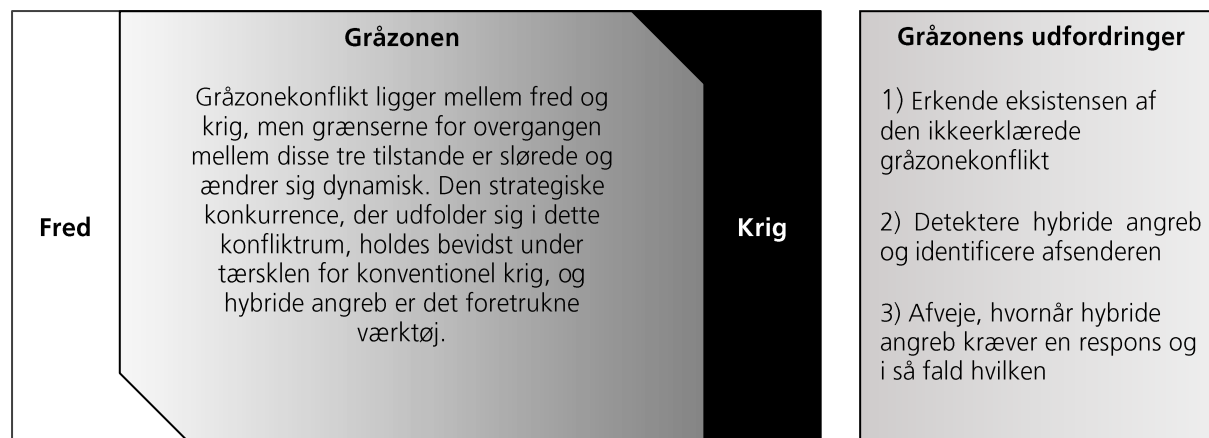 Gråzonen
Gråzonekonflikt ligger mellem fred og
krig, men grænserne for overgangen
mellem disse tre tilstande er slørede og
ændrer sig dynamisk. Den strategiske
konkurrence, der udfolder sig i dette
konfliktrum, holdes bevidst under
tærsklen for konventionel krig, og
hybride angreb er det foretrukne
værktøj.
Fred
Krig
Gråzonens udfordringer
1) Erkende eksistensen af
den ikkeerklærede
gråzonekonflikt
2) Detektere hybride angreb
og identificere afsenderen
3) Afveje, hvornår hybride
angreb kræver en respons og
i så fald hvilken